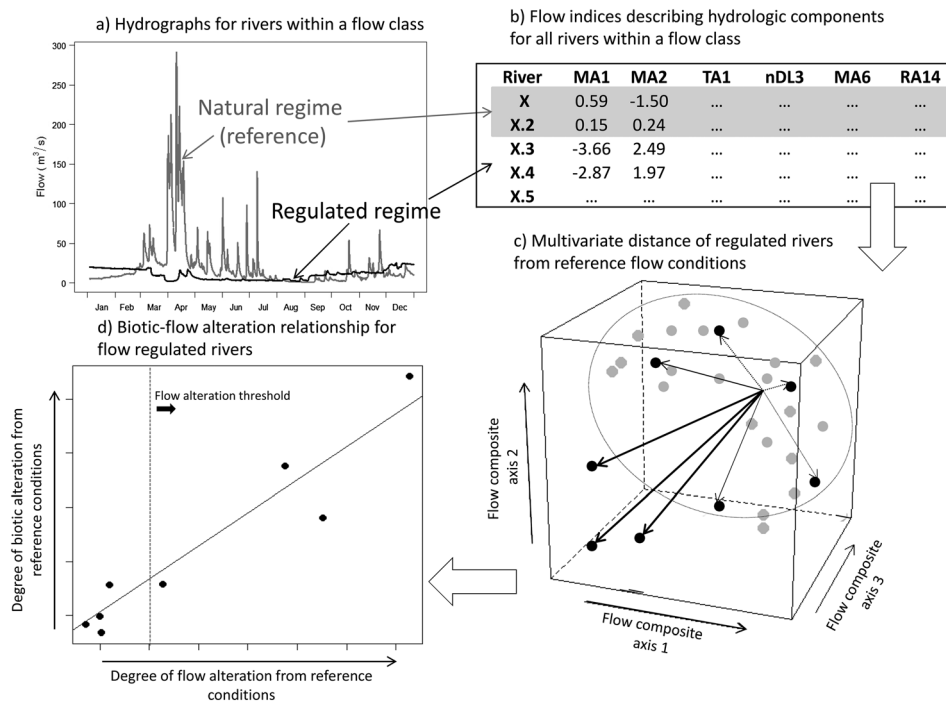 a) Hydrographs for rivers within a flow class
300
250
200
150
100
50
0
Flow ( m³ / s)
Natural regime
(reference)
Regulated regime
Jan Feb Mar Apr May Jun Jul Aug Sep Oct Nov Dec
b) Flow indices describing hydrologic components
for all rivers within a flow class
River MA1 MA2 TA1 nDL3 MA6 RA14
X 0.59 -1.50 ... ... ... ...
X.2 0.15 0.24 ... ... ... ...
X.3 -3.66 2.49 ... ... ... ...
X.4 -2.87 1.97 ... ... ... ...
X.5 ... ... ... ... ... ...
c) Multivariate distance of regulated rivers
from reference flow conditions
Flow composite
axis 2
Flow composite
axis 1
Flow composite
axis 3
d) Biotic-flow alteration relationship for
flow regulated rivers
Flow alteration threshold
Degree of biotic alteration from
reference conditions
Degree of flow alteration from reference
conditions